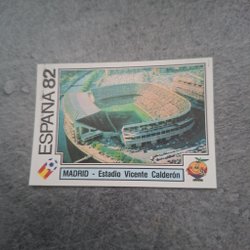 ESPAÑA 82
MADRID - Estadio Vicente Calderón